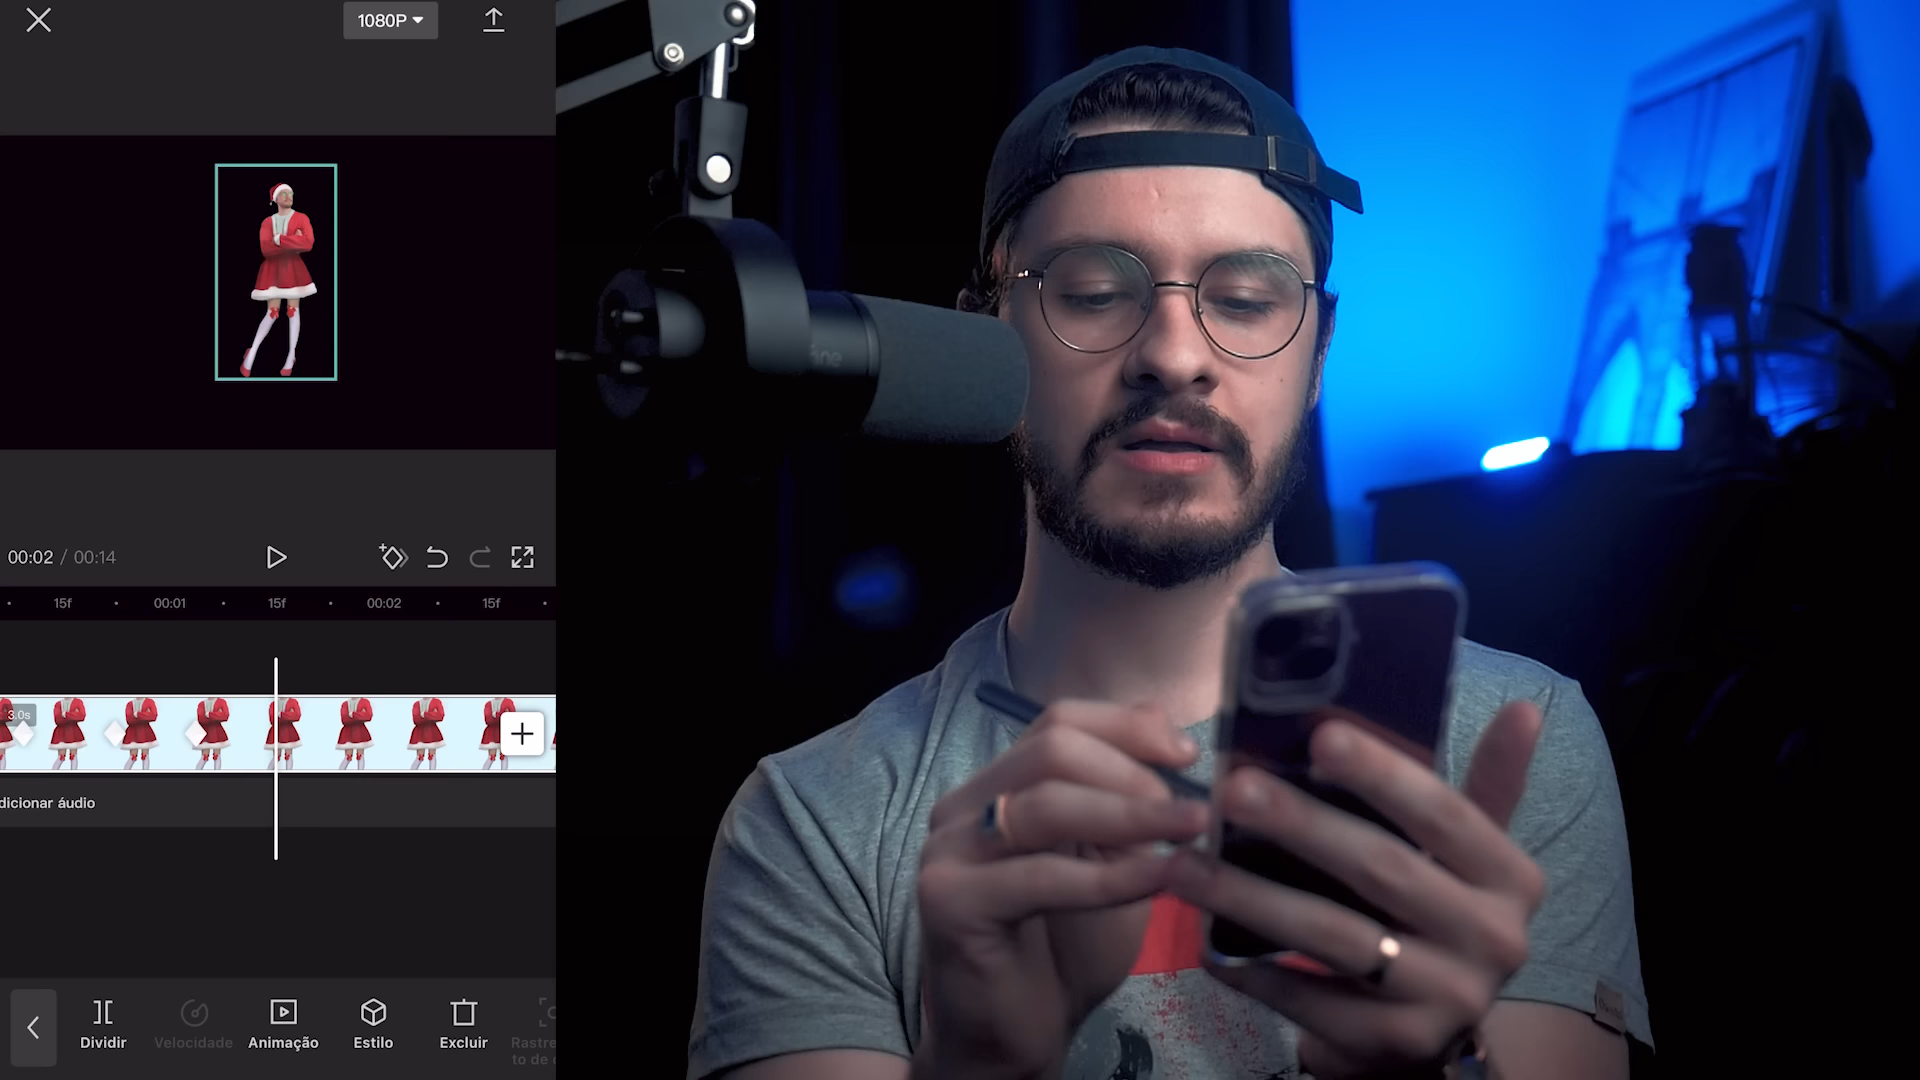 1080P
00:02 / 00:14
15f 00:01 15f 00:02 15f
3.0s
dicionar áudio
Dividir Velocidade Animação Estilo Excluir Rastre
to de